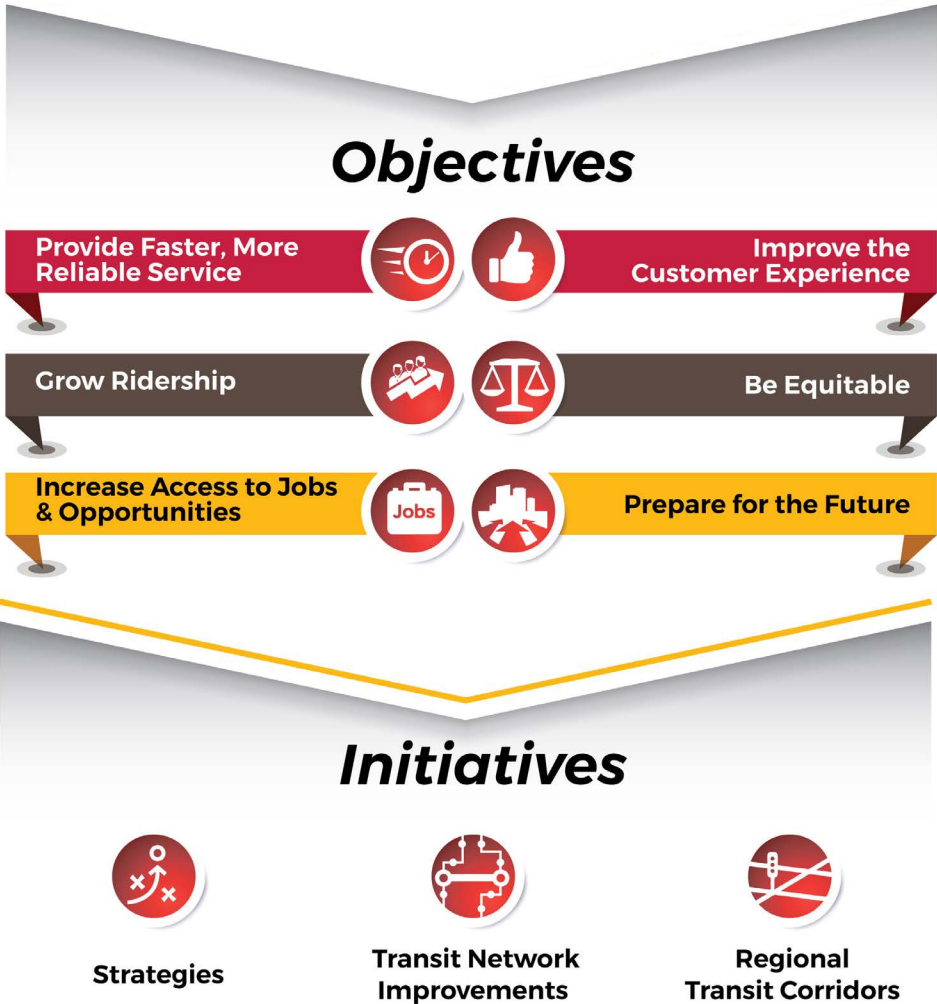 Objectives
Provide Faster, More
Reliable Service
Improve the
Customer Experience
Grow Ridership
Be Equitable
Increase Access to Jobs
& Opportunities
Jobs
Prepare for the Future
Initiatives
Strategies
Transit Network
Improvements
Regional
Transit Corridors